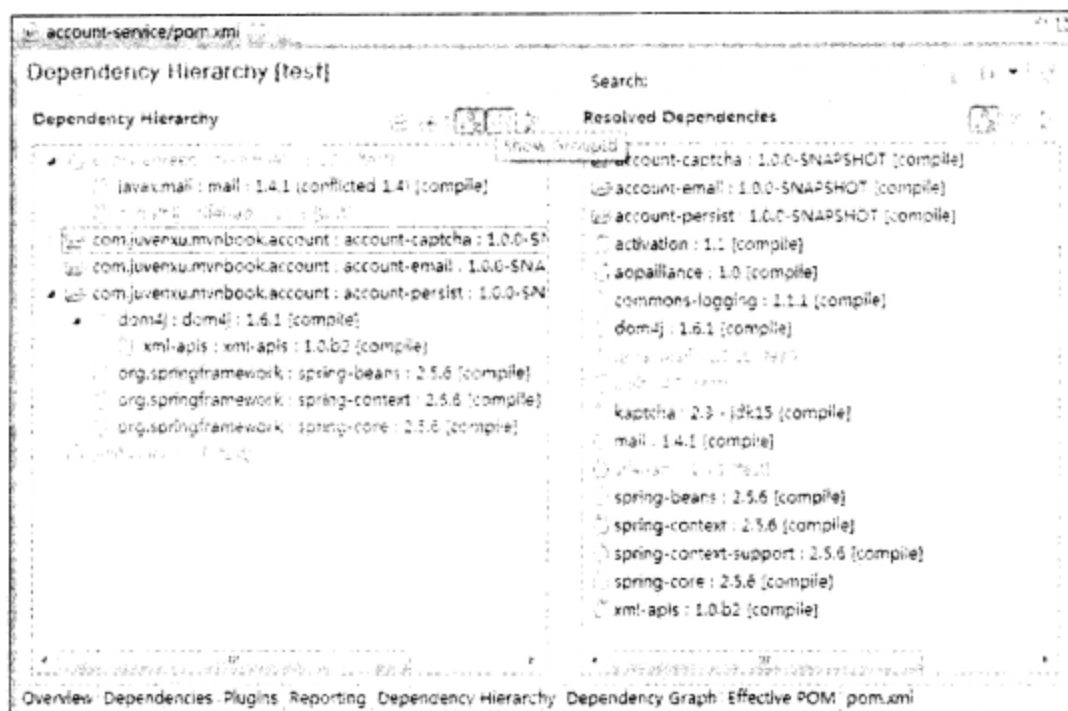 account-service/pom.xml
Dependency Hierarchy [test]
Search:
Dependency Hierarchy
Show GroupId
javax.mail : mail : 1.4.1 (conflicted 1.4) [compile]
com.juvenxu.mvnbook.account : account-captcha : 1.0.0-SN
com.juvenxu.mvnbook.account : account-email : 1.0.0-SNA
com.juvenxu.mvnbook.account : account-persist : 1.0.0-SN
dom4j : dom4j : 1.6.1 [compile]
xml-apis : xml-apis : 1.0.b2 [compile]
org.springframework : spring-beans : 2.5.6 [compile]
org.springframework : spring-context : 2.5.6 [compile]
org.springframework : spring-core : 2.5.6 [compile]
Resolved Dependencies
account-captcha : 1.0.0-SNAPSHOT [compile]
account-email : 1.0.0-SNAPSHOT [compile]
account-persist : 1.0.0-SNAPSHOT [compile]
activation : 1.1 [compile]
aopalliance : 1.0 [compile]
commons-logging : 1.1.1 [compile]
dom4j : 1.6.1 [compile]
kaptcha : 2.3 - jdk15 [compile]
mail : 1.4.1 [compile]
spring-beans : 2.5.6 [compile]
spring-context : 2.5.6 [compile]
spring-context-support : 2.5.6 [compile]
spring-core : 2.5.6 [compile]
xml-apis : 1.0.b2 [compile]
Overview Dependencies Plugins Reporting Dependency Hierarchy Dependency Graph Effective POM pom.xml